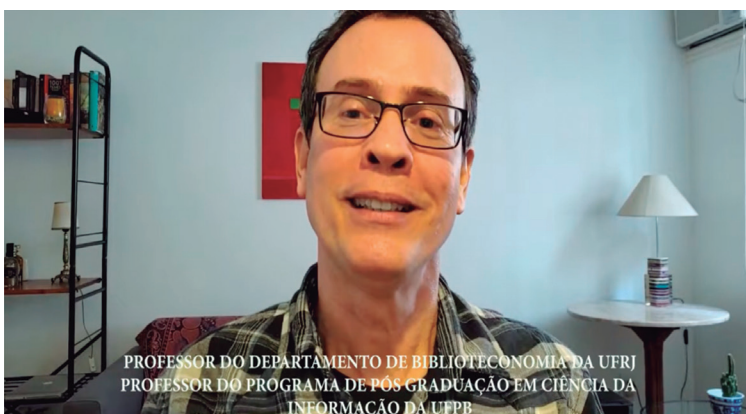 PROFESSOR DO DEPARTAMENTO DE BIBLIOTECONOMIA DA UFRJ
PROFESSOR DO PROGRAMA DE PÓS GRADUAÇÃO EM CIÊNCIA DA
INFORMAÇÃO DA UFPB